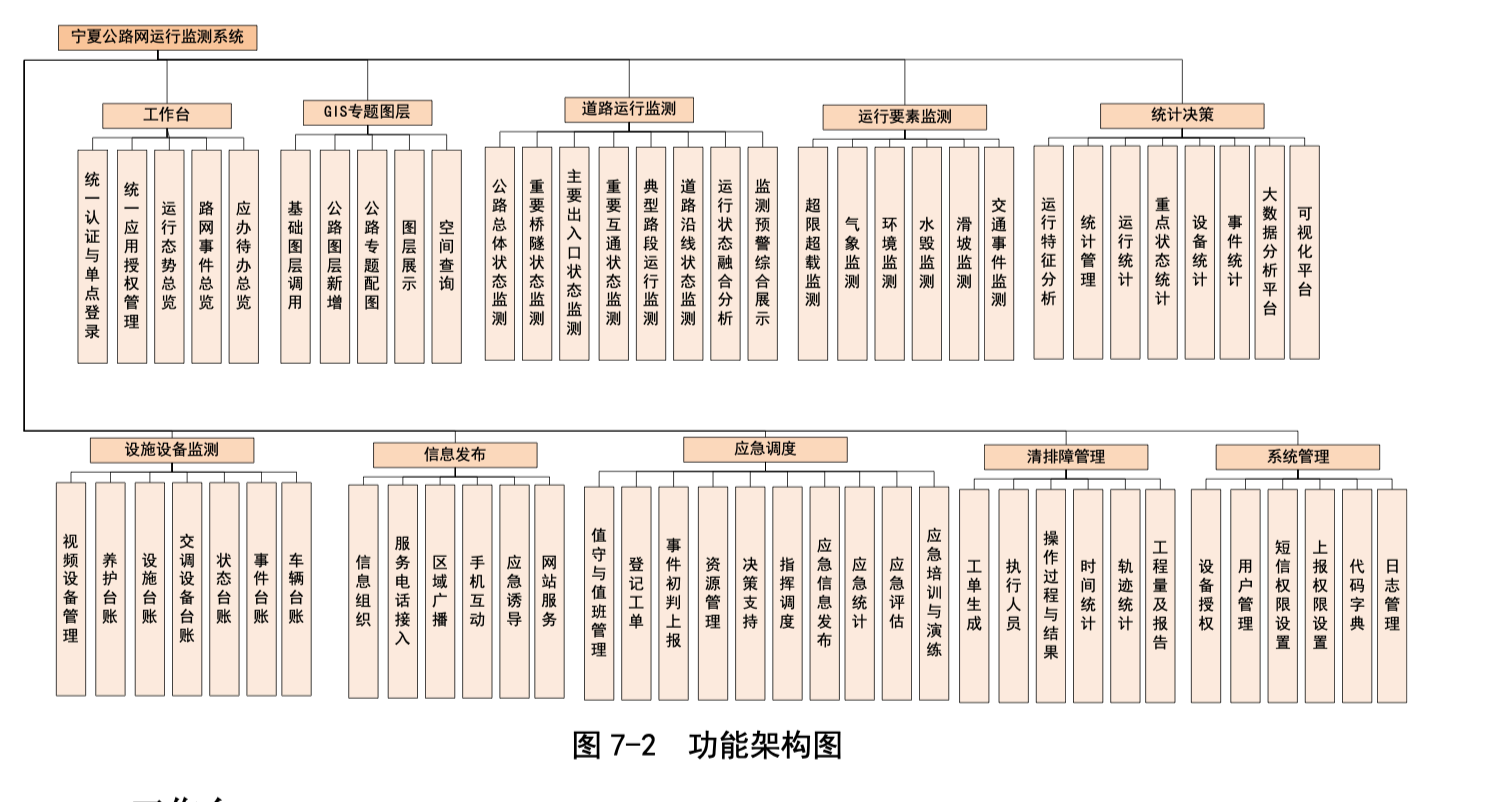 宁夏公路网运行监测系统
工作台
GIS专题图层
道路运行监测
运行要素监测
统计决策
统一认证与单点登录
统一应用授权管理
运行态势总览
路网事件总览
应办待办总览
基础图层调用
公路图层新增
公路专题配图
图层展示
空间查询
公路总体状态监测
重要桥隧状态监测
主要出入口状态监测
重要互通状态监测
典型路段运行监测
道路沿线状态监测
运行状态融合分析
监测预警综合展示
超限超载监测
气象监测
环境监测
水毁监测
滑坡监测
交通事件监测
运行特征分析
统计管理
运行统计
重点状态统计
设备统计
事件统计
大数据分析平台
可视化平台
设施设备监测
信息发布
应急调度
清排障管理
系统管理
视频设备管理
养护台账
设施台账
交调设备台账
状态台账
事件台账
车辆台账
信息组织
服务电话接入
区域广播
手机互动
应急诱导
网站服务
值守与值班管理
登记工单
事件初判上报
资源管理
决策支持
指挥调度
应急信息发布
应急统计
应急评估
应急培训与演练
工单生成
执行人员
操作过程与结果
时间统计
轨迹统计
工程量及报告
设备授权
用户管理
短信权限设置
上报权限设置
代码字典
日志管理
图 7-2 功能架构图